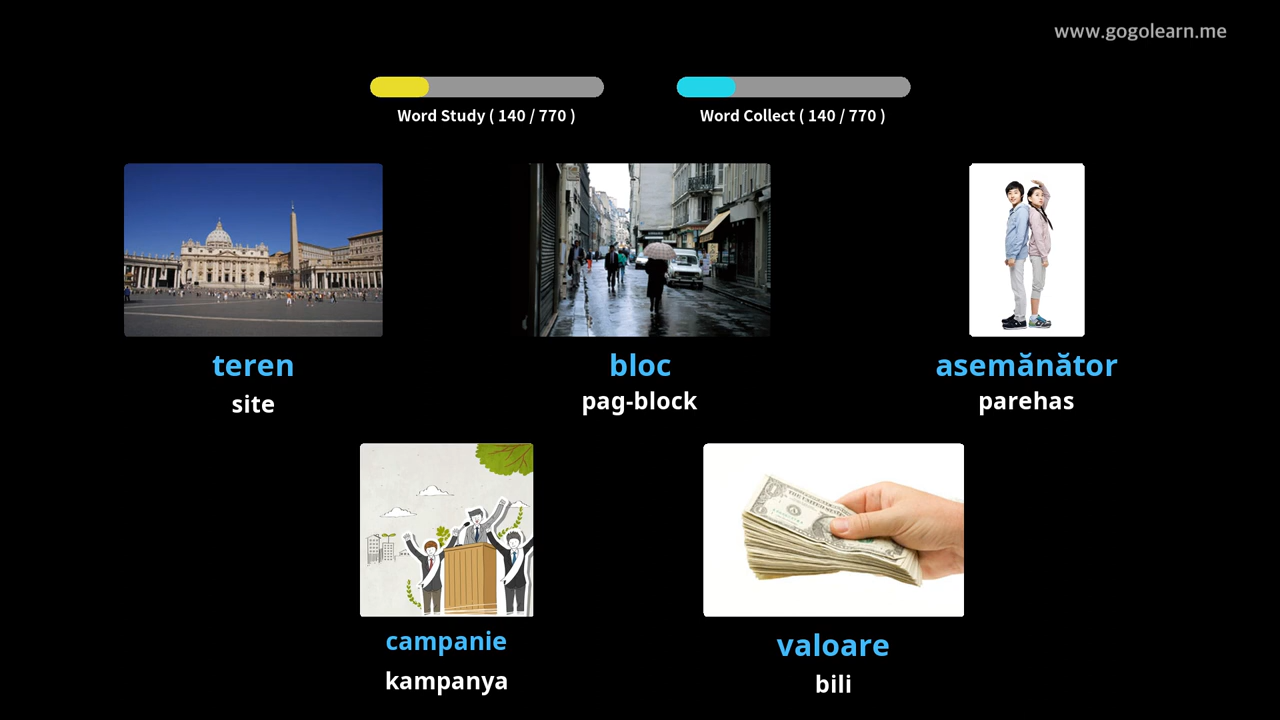 www.gogolearn.me
Word Study ( 140 / 770 )
Word Collect ( 140 / 770 )
teren
site
bloc
pag-block
asemănător
parehas
campanie
kampanya
valoare
bili